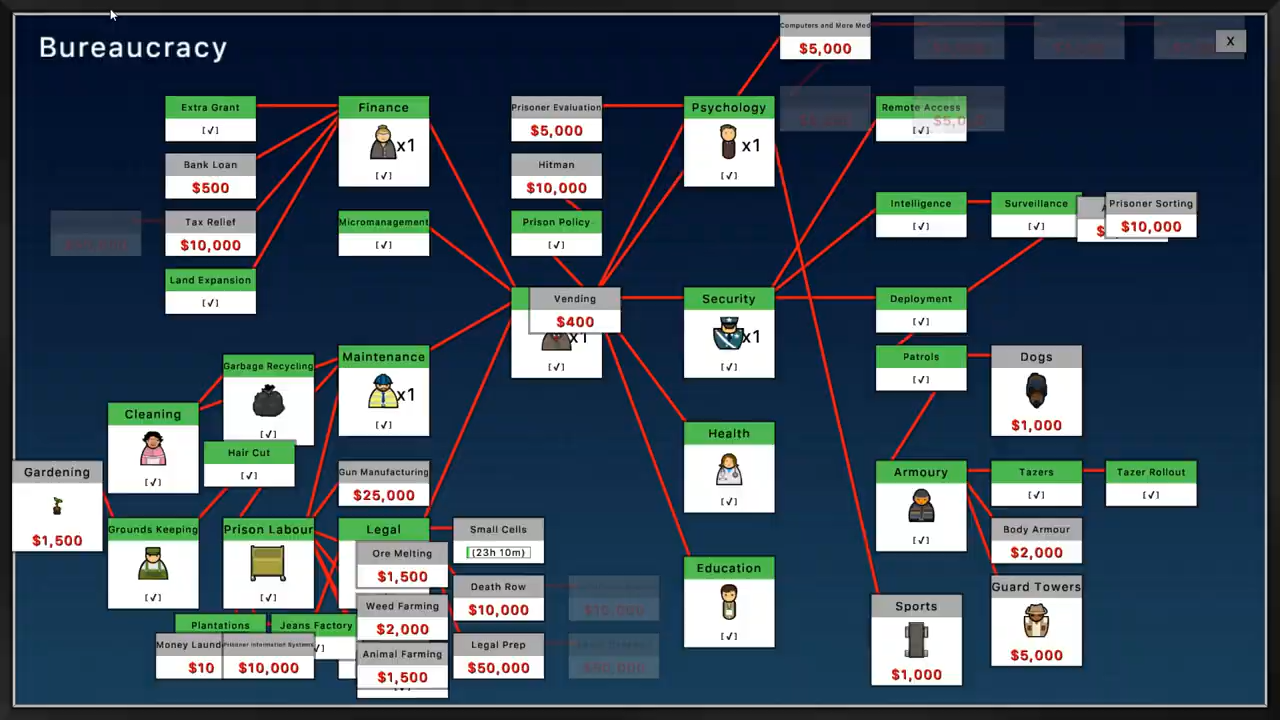 Bureaucracy
Computers and More Mod
$5,000
X
Extra Grant
[✓]
Finance
x1
[✓]
Prisoner Evaluation
$5,000
Psychology
x1
[✓]
Remote Access
[✓]
$5,000
Bank Loan
$500
Hitman
$10,000
Tax Relief
$10,000
Micromanagement
[✓]
Prison Policy
[✓]
Intelligence
[✓]
Surveillance
[✓]
Prisoner Sorting
$10,000
Land Expansion
[✓]
Vending
$400
x1
[✓]
Security
x1
[✓]
Deployment
[✓]
Garbage Recycling
[✓]
Maintenance
x1
[✓]
Patrols
[✓]
Dogs
$1,000
Cleaning
[✓]
Hair Cut
[✓]
Health
[✓]
Gardening
$1,500
Gun Manufacturing
$25,000
Armoury
[✓]
Tazers
[✓]
Tazer Rollout
[✓]
Grounds Keeping
[✓]
Prison Labour
[✓]
Legal
Small Cells
(23h 10m)
Body Armour
$2,000
Ore Melting
$1,500
Death Row
$10,000
Education
[✓]
Guard Towers
$5,000
Weed Farming
$2,000
Sports
$1,000
Plantations
Jeans Factory
Money Laund
$10
Prisoner Information Systems
$10,000
Animal Farming
$1,500
Legal Prep
$50,000